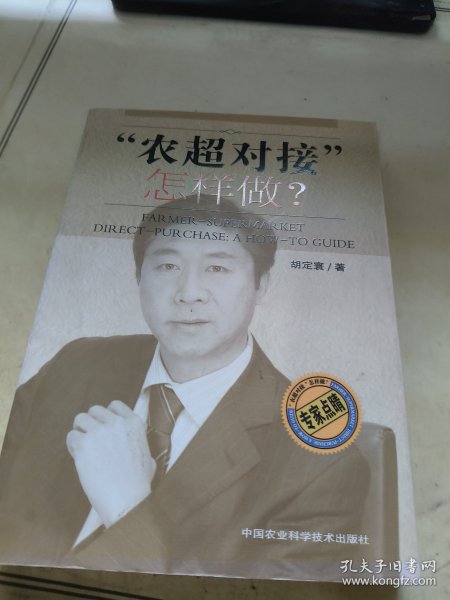 “农超对接”
怎样做?
FARMER-SUPERMARKET
DIRECT-PURCHASE: A HOW-TO GUIDE
胡定寰/著
专家点睛
中国农业科学技术出版社
孔夫子旧书网
www.kongfz.com